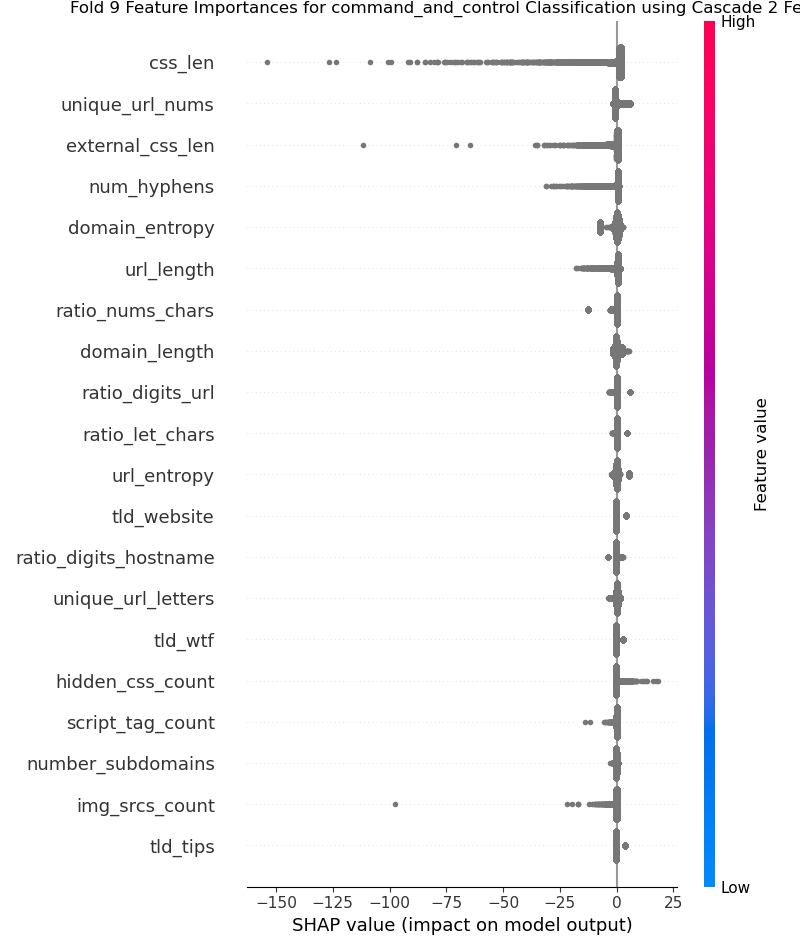 Fold 9 Feature Importances for command_and_control Classification using Cascade 2 Fe
High
css_len
unique_url_nums
external_css_len
num_hyphens
domain_entropy
url_length
ratio_nums_chars
domain_length
ratio_digits_url
ratio_let_chars
url_entropy
tld_website
ratio_digits_hostname
unique_url_letters
tld_wtf
hidden_css_count
script_tag_count
number_subdomains
img_srcs_count
tld_tips
Feature value
Low
−150 −125 −100 −75 −50 −25 0 25
SHAP value (impact on model output)